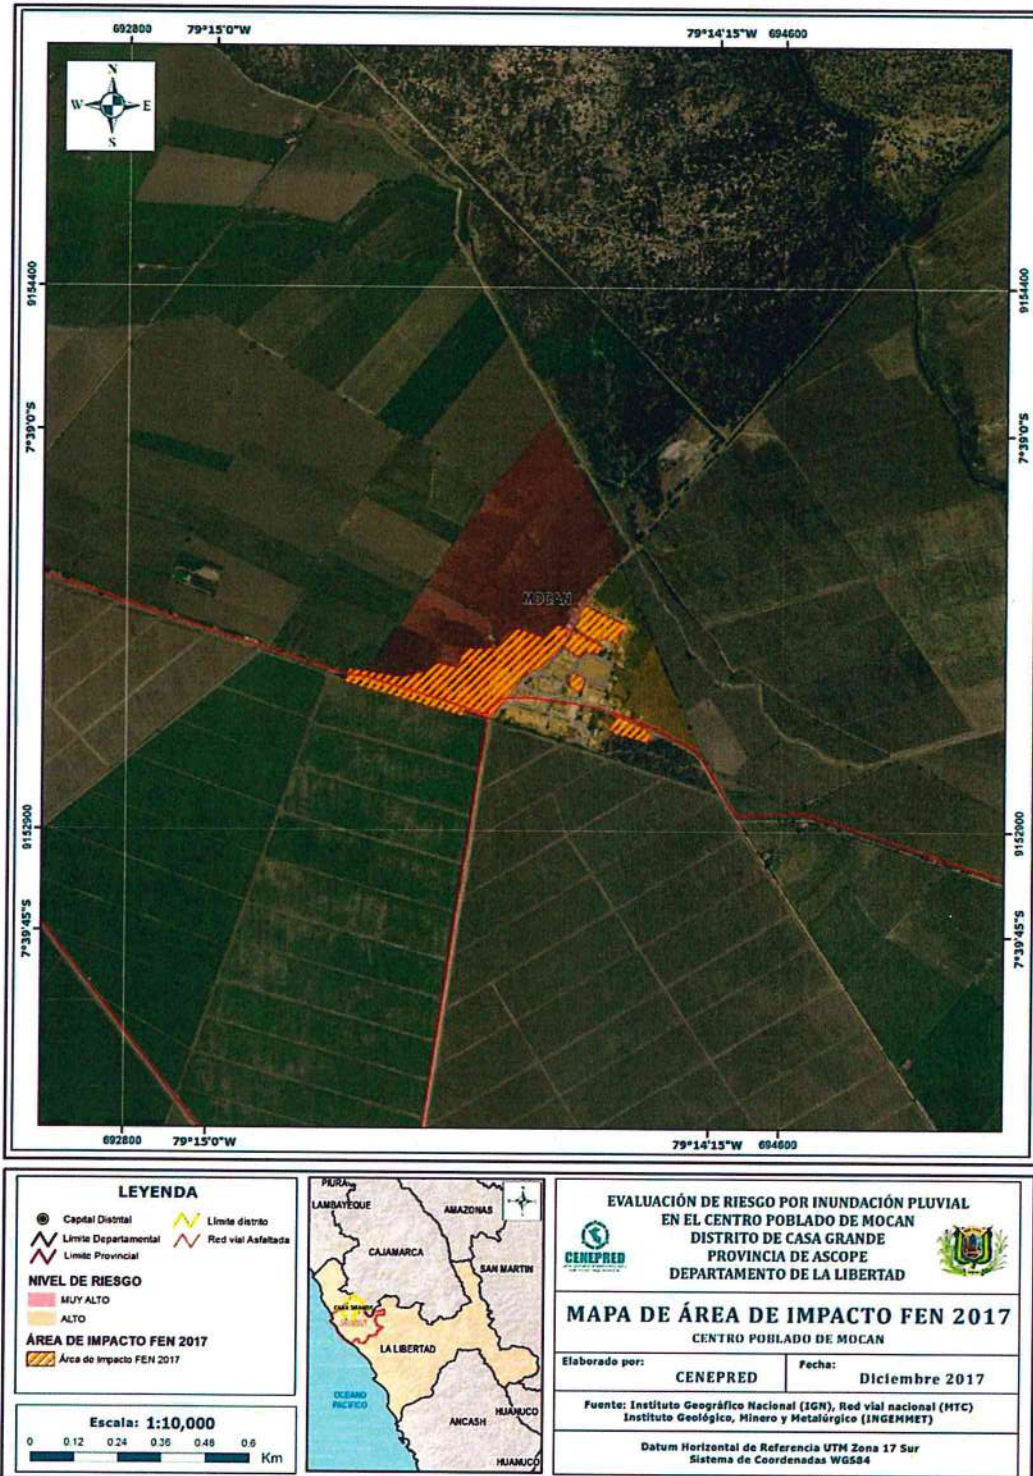 692800
79°15'0"W
79°14'15"W
694600
N
W
E
S
9154400
9154400
7°39'0"S
7°39'0"S
MOCAN
9152900
9152900
7°39'45"S
7°39'45"S
692800
79°15'0"W
79°14'15"W
694600
LEYENDA
Capital Distrital
Límite distrito
Límite Departamental
Red vial Asfaltada
Límite Provincial
NIVEL DE RIESGO
MUY ALTO
ALTO
ÁREA DE IMPACTO FEN 2017
Área de Impacto FEN 2017
Escala: 1:10,000
0 0.12 0.24 0.36 0.48 0.6
Km
PIURA
LAMBAYEQUE
AMAZONAS
CAJAMARCA
SAN MARTIN
CASA GRANDE
LA LIBERTAD
OCEANO
PACIFICO
HUANUCO
ANCASH
HUANUCO
EVALUACIÓN DE RIESGO POR INUNDACIÓN PLUVIAL
EN EL CENTRO POBLADO DE MOCAN
DISTRITO DE CASA GRANDE
PROVINCIA DE ASCOPE
DEPARTAMENTO DE LA LIBERTAD
CENEPRED
MAPA DE ÁREA DE IMPACTO FEN 2017
CENTRO POBLADO DE MOCAN
Elaborado por:
CENEPRED
Fecha:
Diciembre 2017
Fuente: Instituto Geográfico Nacional (IGN), Red vial nacional (MTC)
Instituto Geológico, Minero y Metalúrgico (INGEMMET)
Datum Horizontal de Referencia UTM Zona 17 Sur
Sistema de Coordenadas WGS84